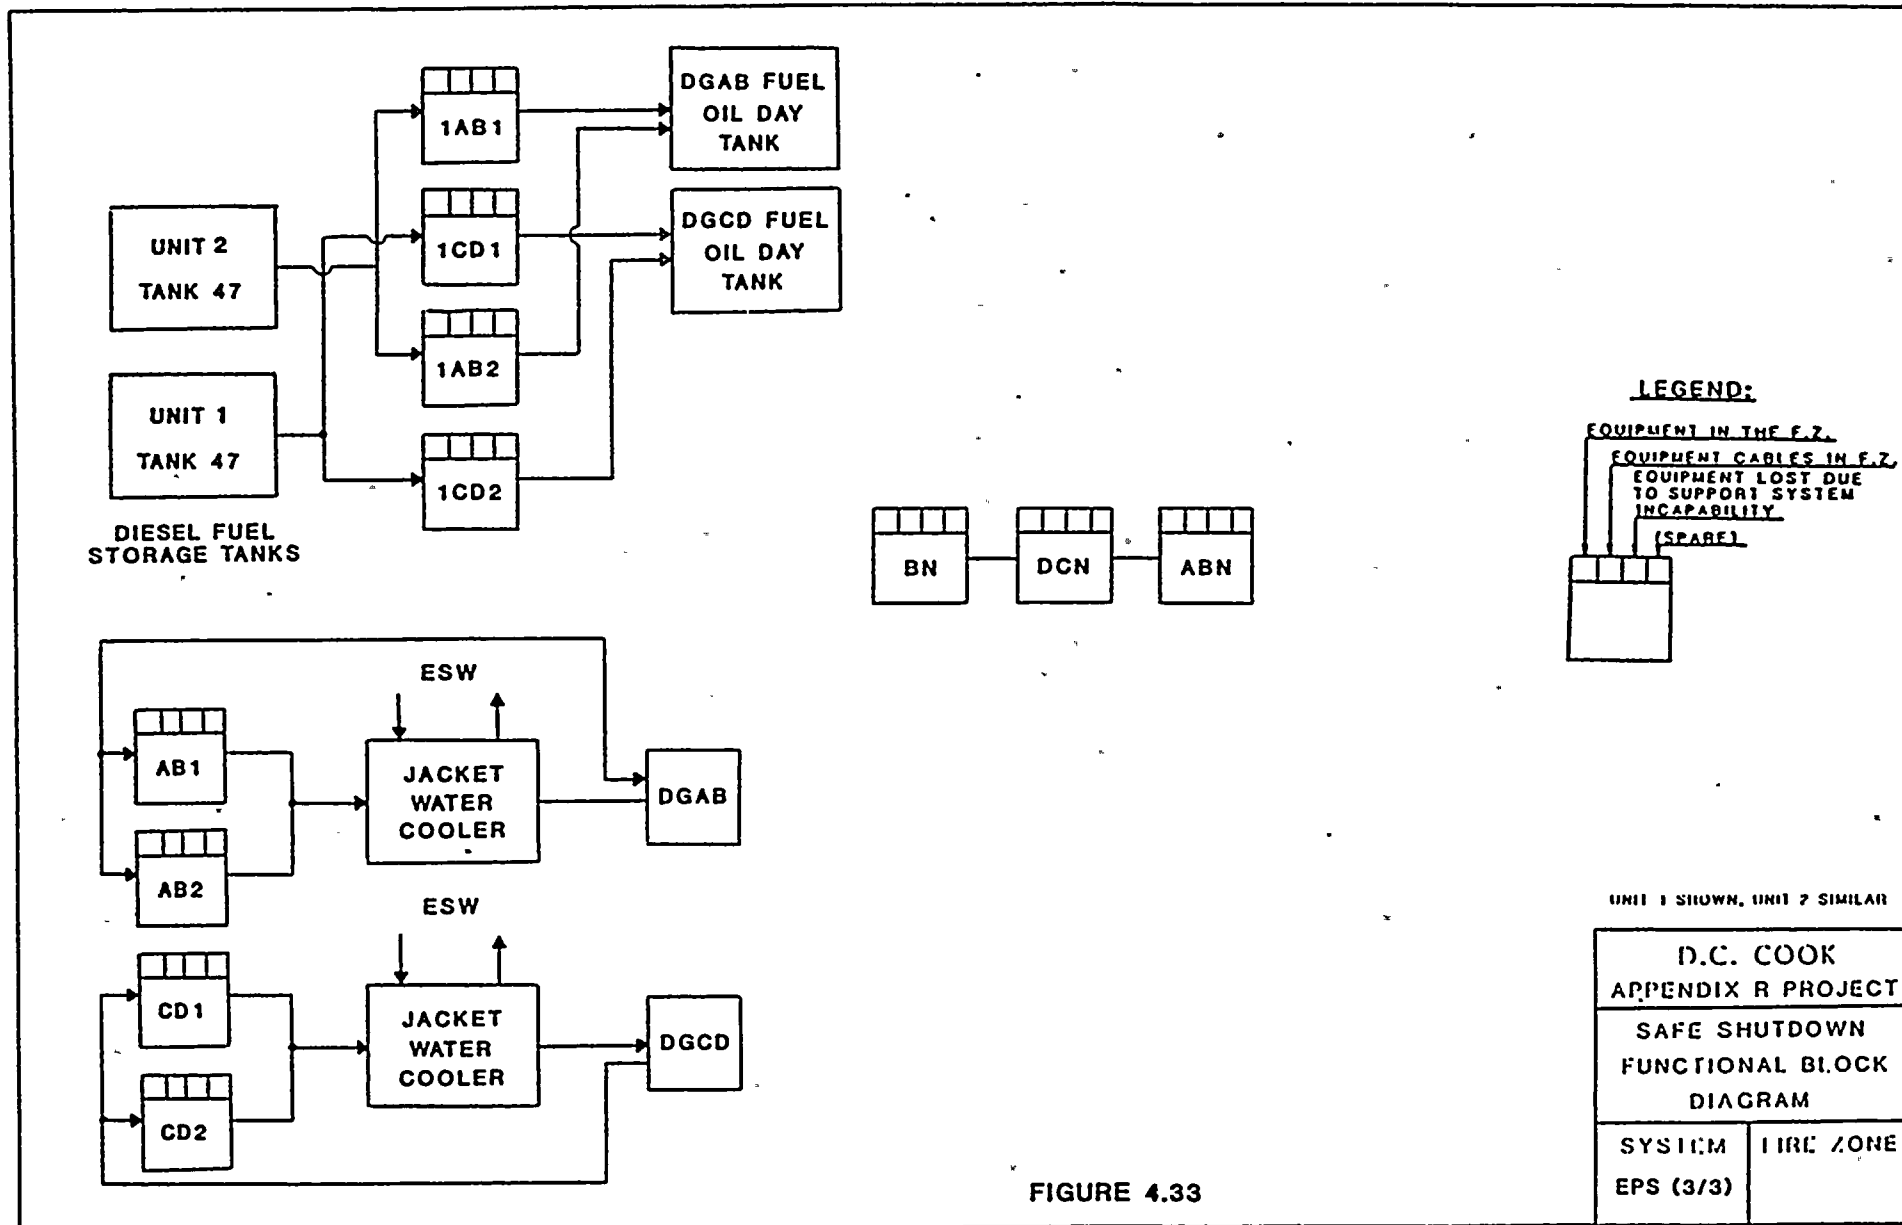 DGAB FUEL
OIL DAY
TANK
1AB1
DGCD FUEL
OIL DAY
TANK
1CD1
UNIT 2
TANK 47
1AB2
UNIT 1
TANK 47
1CD2
DIESEL FUEL
STORAGE TANKS
LEGEND:
EQUIPMENT IN THE F.Z.
EQUIPMENT CABLES IN F.Z.
EQUIPMENT LOST DUE
TO SUPPORT SYSTEM
INCAPABILITY
(SPARE)
BN
DCN
ABN
ESW
AB1
JACKET
WATER
COOLER
DGAB
AB2
ESW
CD1
JACKET
WATER
COOLER
DGCD
CD2
UNIT 1 SHOWN, UNIT 2 SIMILAR
D.C. COOK
APPENDIX R PROJECT
SAFE SHUTDOWN
FUNCTIONAL BLOCK
DIAGRAM
SYSTEM
EPS (3/3)
FIRE ZONE
FIGURE 4.33